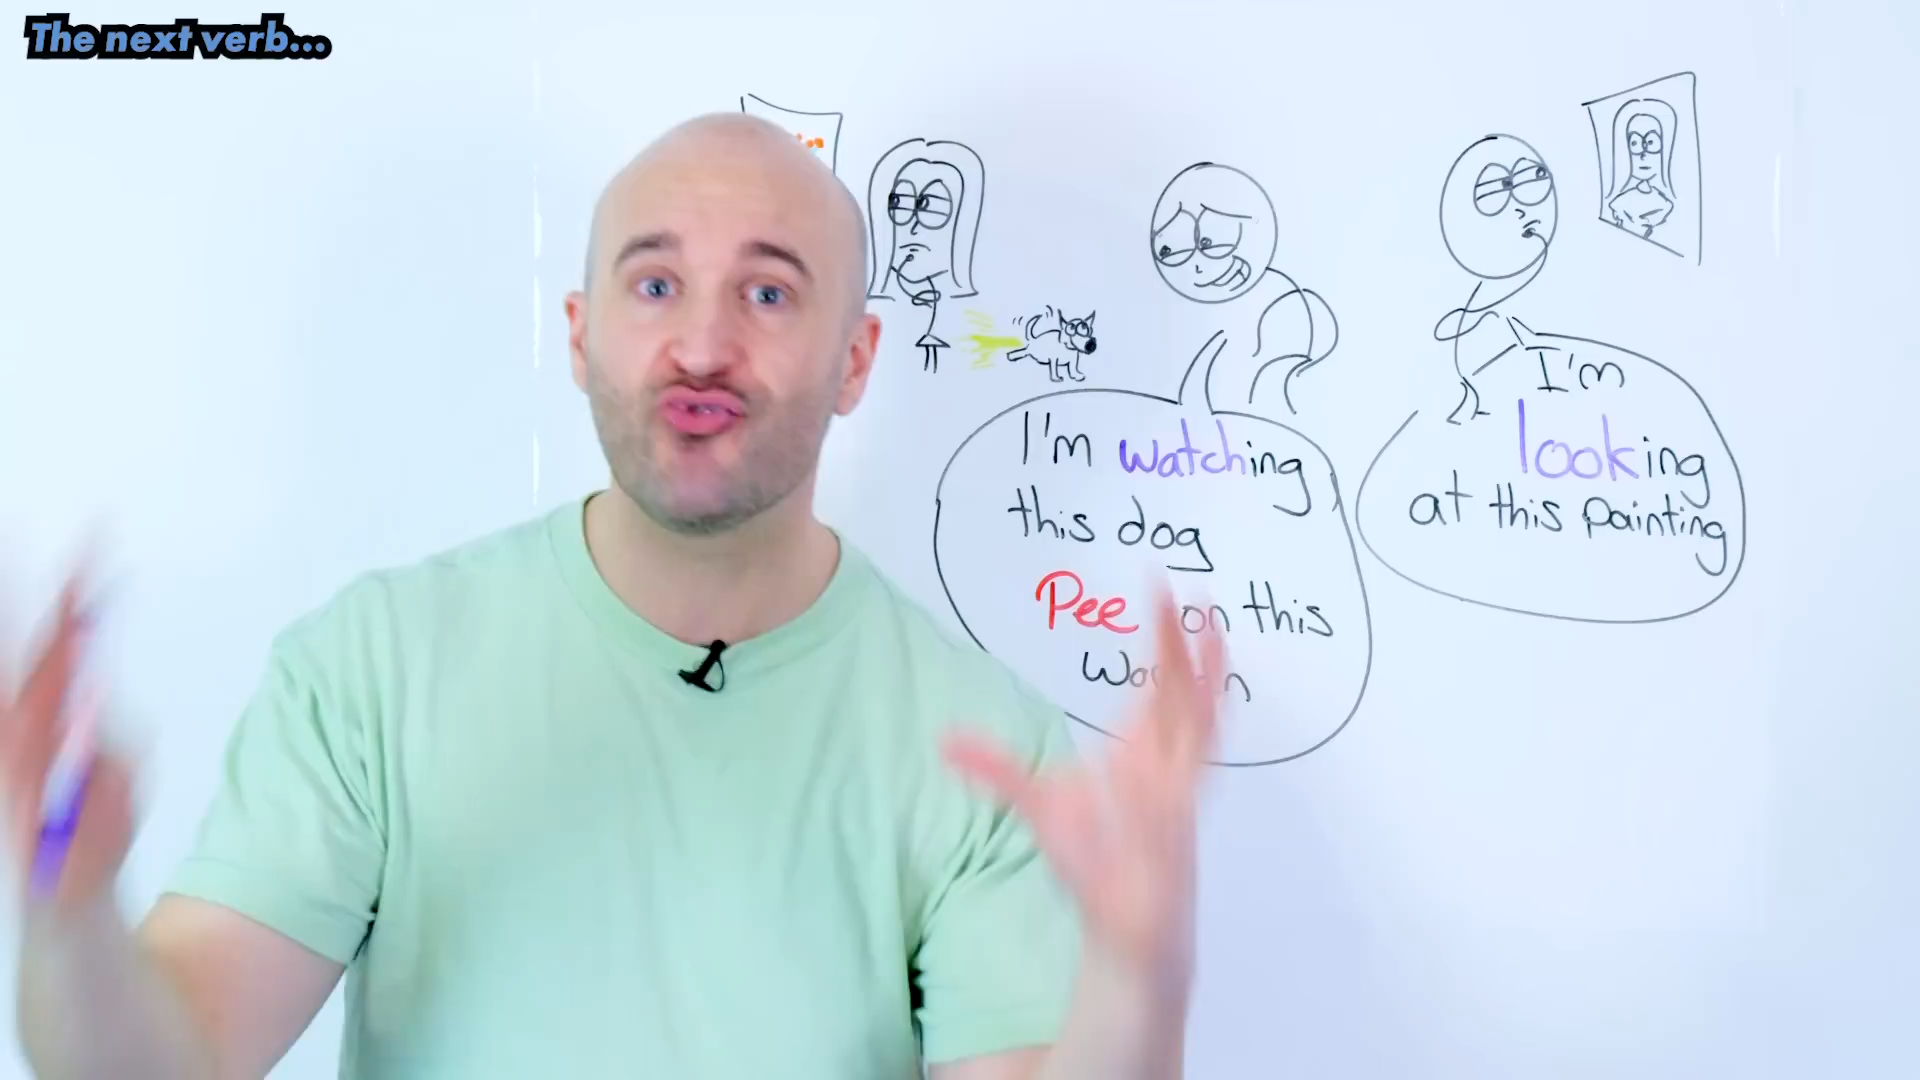 The next verb...
I'm watching
this dog
Pee on this
I'm
looking
at this painting